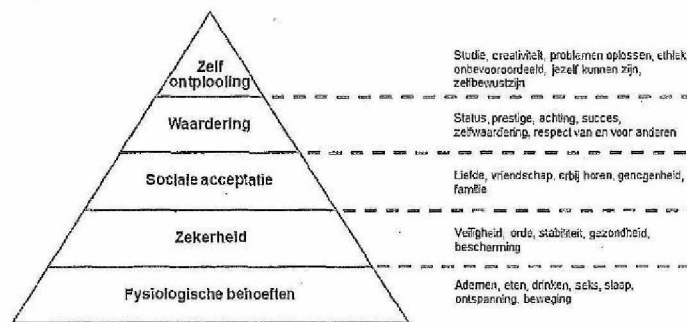 Zelf
ontplooiing
Studie, creativiteit, problemen oplossen, ethiek,
onbevooroordeeld, jezelf kunnen zijn,
zelfbewustzijn
Waardering
Status, prestige, achting, succes,
zelfwaardering, respect van en voor anderen
Sociale acceptatie
Liefde, vriendschap, erbij horen, genegenheid,
familie
Zekerheid
Veiligheid, orde, stabiliteit, gezondheid,
bescherming
Fysiologische behoeften
Ademen, eten, drinken, seks, slaap,
ontspanning, beweging